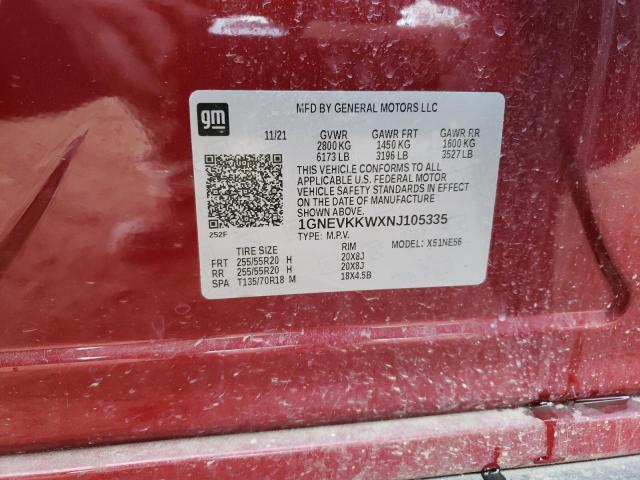 gm
MFD BY GENERAL MOTORS LLC
11/21 GVWR GAWR FRT GAWR RR
2800 KG 1450 KG 1600 KG
6173 LB 3196 LB 3527 LB
THIS VEHICLE CONFORMS TO ALL
APPLICABLE U.S. FEDERAL MOTOR
VEHICLE SAFETY STANDARDS IN EFFECT
ON THE DATE OF MANUFACTURE
SHOWN ABOVE.
1GNEVKKWXNJ105335
252F TYPE: M.P.V. MODEL: X51NE56
TIRE SIZE RIM
FRT 255/55R20 H 20X8J
RR 255/55R20 H 20X8J
SPA T135/70R18 M 18X4.5B